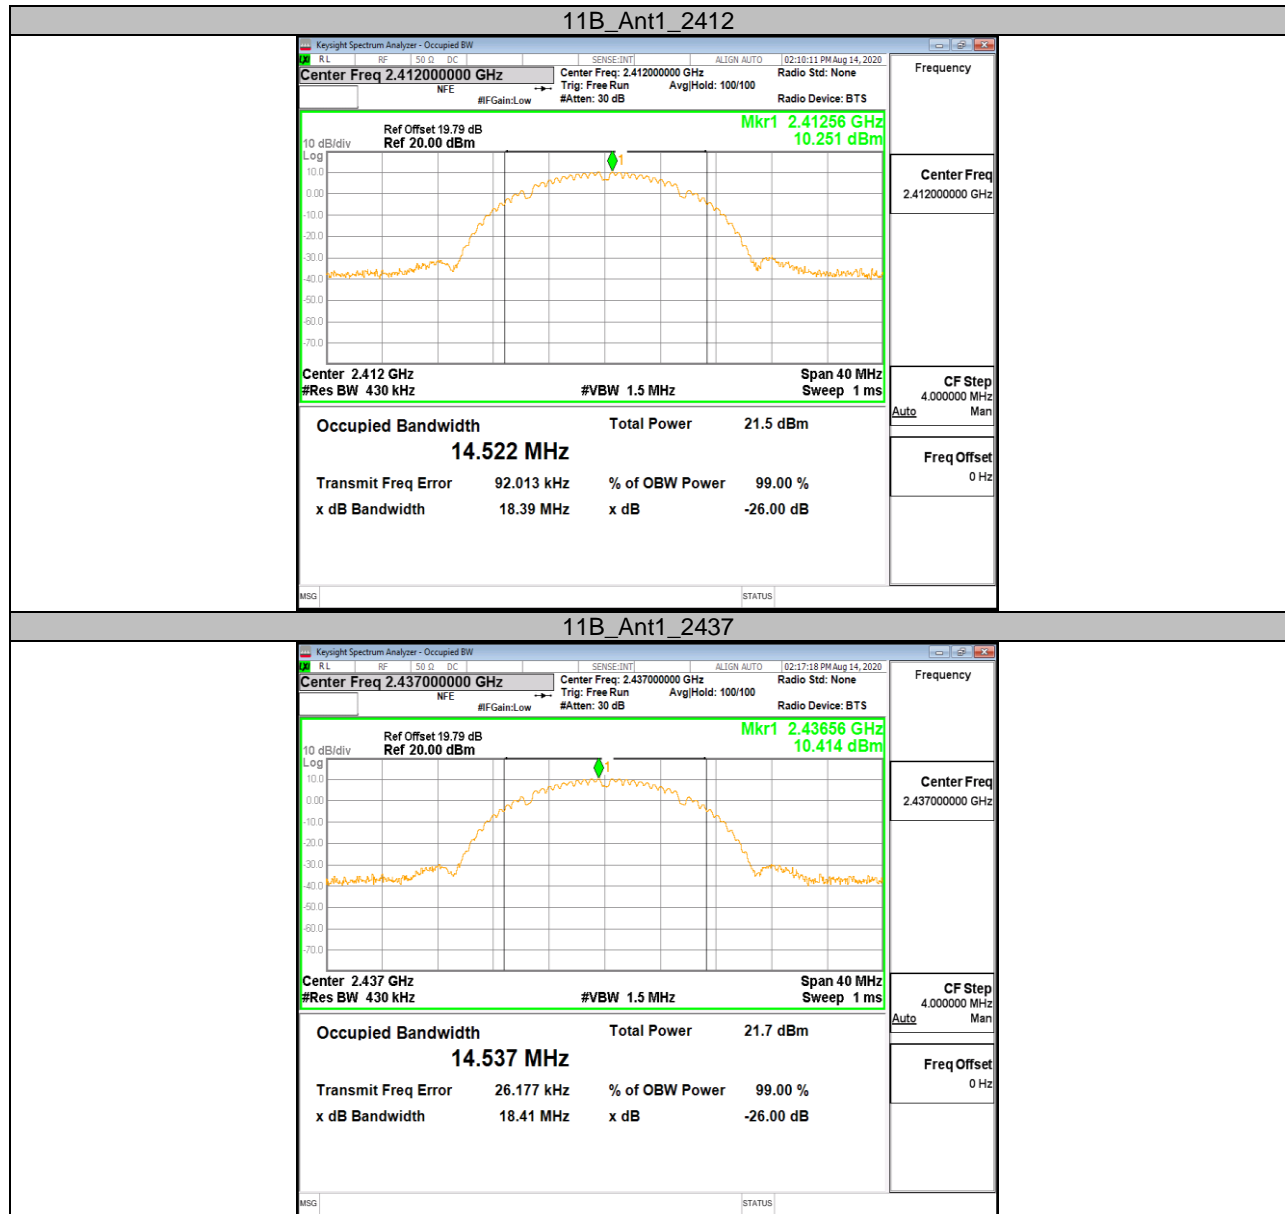 11B_Ant1_2412
Keysight Spectrum Analyzer - Occupied BW
RL RF 50 Ω DC SENSE:INT ALIGN AUTO 02:10:11 PM Aug 14, 2020
Center Freq 2.412000000 GHz
Center Freq: 2.412000000 GHz Radio Std: None
NFE Trig: Free Run Avg|Hold: 100/100
#IFGain:Low #Atten: 30 dB Radio Device: BTS
Frequency
Mkr1 2.41256 GHz
10.251 dBm
Ref Offset 19.79 dB
10 dB/div Ref 20.00 dBm
Log
10.0
0.00
-10.0
-20.0
-30.0
-40.0
-50.0
-60.0
-70.0
1
Center Freq
2.412000000 GHz
Center 2.412 GHz Span 40 MHz
#Res BW 430 kHz #VBW 1.5 MHz Sweep 1 ms
CF Step
4.000000 MHz
Auto Man
Occupied Bandwidth Total Power 21.5 dBm
14.522 MHz
Transmit Freq Error 92.013 kHz % of OBW Power 99.00 %
x dB Bandwidth 18.39 MHz x dB -26.00 dB
Freq Offset
0 Hz
MSG STATUS
11B_Ant1_2437
Keysight Spectrum Analyzer - Occupied BW
RL RF 50 Ω DC SENSE:INT ALIGN AUTO 02:17:18 PM Aug 14, 2020
Center Freq 2.437000000 GHz
Center Freq: 2.437000000 GHz Radio Std: None
NFE Trig: Free Run Avg|Hold: 100/100
#IFGain:Low #Atten: 30 dB Radio Device: BTS
Frequency
Mkr1 2.43656 GHz
10.414 dBm
Ref Offset 19.79 dB
10 dB/div Ref 20.00 dBm
Log
10.0
0.00
-10.0
-20.0
-30.0
-40.0
-50.0
-60.0
-70.0
1
Center Freq
2.437000000 GHz
Center 2.437 GHz Span 40 MHz
#Res BW 430 kHz #VBW 1.5 MHz Sweep 1 ms
CF Step
4.000000 MHz
Auto Man
Occupied Bandwidth Total Power 21.7 dBm
14.537 MHz
Transmit Freq Error 26.177 kHz % of OBW Power 99.00 %
x dB Bandwidth 18.41 MHz x dB -26.00 dB
Freq Offset
0 Hz
MSG STATUS